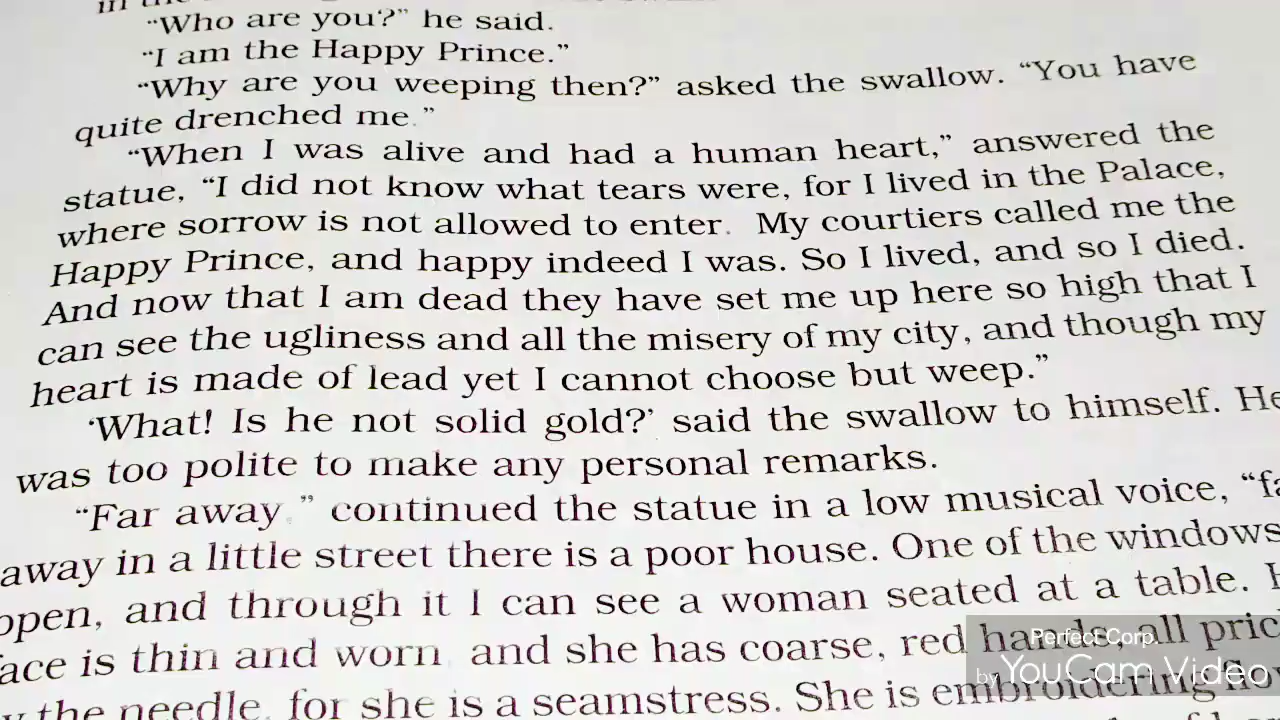 in the
"Who are you?" he said.
"I am the Happy Prince."
"Why are you weeping then?" asked the swallow. "You have
quite drenched me."
"When I was alive and had a human heart," answered the
statue, "I did not know what tears were, for I lived in the Palace,
where sorrow is not allowed to enter. My courtiers called me the
Happy Prince, and happy indeed I was. So I lived, and so I died.
And now that I am dead they have set me up here so high that I
can see the ugliness and all the misery of my city, and though my
heart is made of lead yet I cannot choose but weep."
'What! Is he not solid gold?' said the swallow to himself. He
was too polite to make any personal remarks.
"Far away," continued the statue in a low musical voice, "fa
away in a little street there is a poor house. One of the windows
open, and through it I can see a woman seated at a table. H
face is thin and worn, and she has coarse, red hands, all pric
the needle, for she is a seamstress. She is embroidering
Perfect Corp.
by YouCam Video